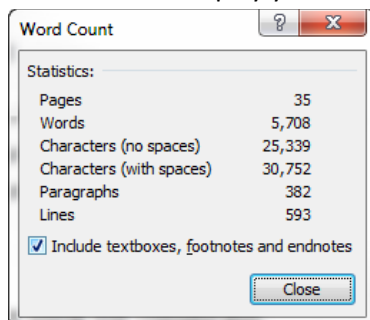 Word Count
Statistics:
Pages 35
Words 5,708
Characters (no spaces) 25,339
Characters (with spaces) 30,752
Paragraphs 382
Lines 593
Include textboxes, footnotes and endnotes
Close